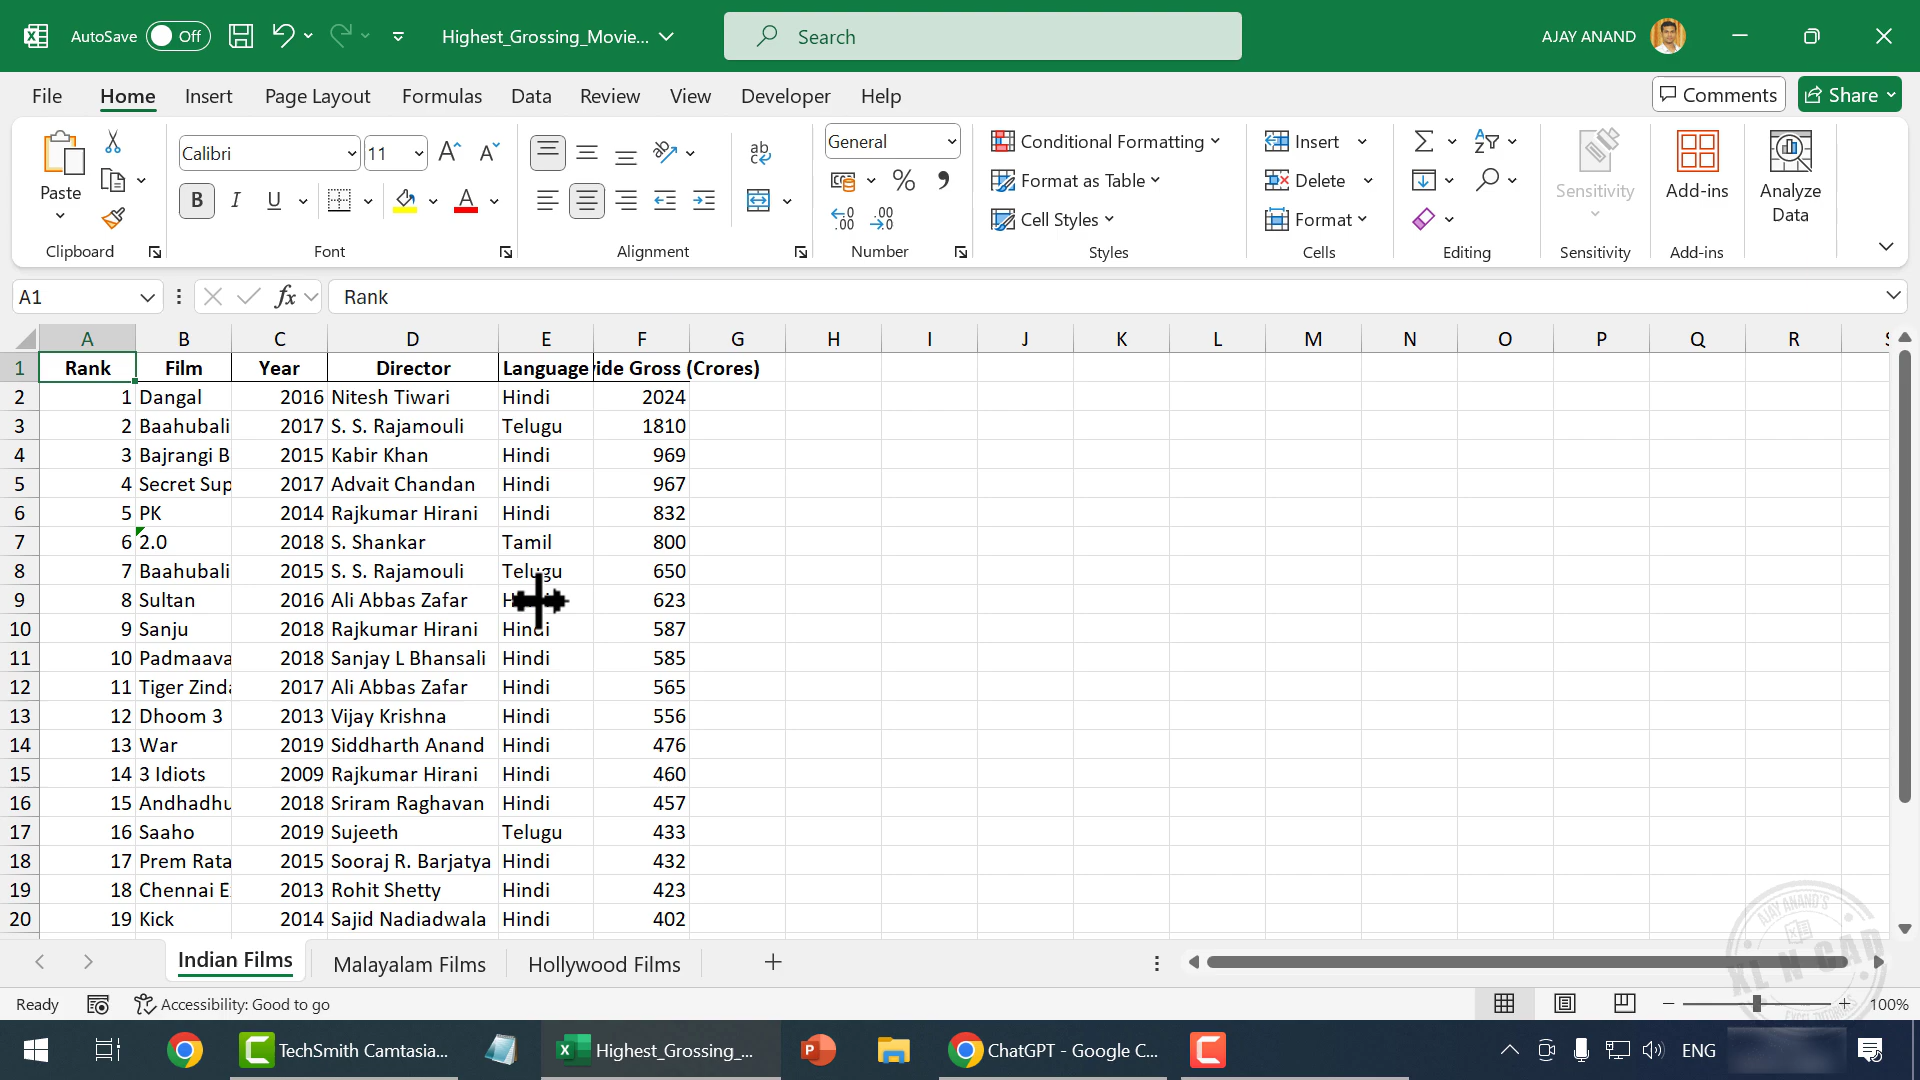 AutoSave Off Highest_Grossing_Movie... Search AJAY ANAND
File Home Insert Page Layout Formulas Data Review View Developer Help Comments Share
Paste Calibri 11 General Conditional Formatting Insert Sensitivity Add-ins Analyze Data
B I U Format as Table Delete
Cell Styles Format
Clipboard Font Alignment Number Styles Cells Editing Sensitivity Add-ins
A1 fx Rank
A B C D E F G H I J K L M N O P Q R
1 Rank Film Year Director Language ide Gross (Crores)
2 1 Dangal 2016 Nitesh Tiwari Hindi 2024
3 2 Baahubali 2017 S. S. Rajamouli Telugu 1810
4 3 Bajrangi B 2015 Kabir Khan Hindi 969
5 4 Secret Sup 2017 Advait Chandan Hindi 967
6 5 PK 2014 Rajkumar Hirani Hindi 832
7 6 2.0 2018 S. Shankar Tamil 800
8 7 Baahubali 2015 S. S. Rajamouli Telugu 650
9 8 Sultan 2016 Ali Abbas Zafar 623
10 9 Sanju 2018 Rajkumar Hirani Hindi 587
11 10 Padmaava 2018 Sanjay L Bhansali Hindi 585
12 11 Tiger Zinda 2017 Ali Abbas Zafar Hindi 565
13 12 Dhoom 3 2013 Vijay Krishna Hindi 556
14 13 War 2019 Siddharth Anand Hindi 476
15 14 3 Idiots 2009 Rajkumar Hirani Hindi 460
16 15 Andhadhu 2018 Sriram Raghavan Hindi 457
17 16 Saaho 2019 Sujeeth Telugu 433
18 17 Prem Rata 2015 Sooraj R. Barjatya Hindi 432
19 18 Chennai E 2013 Rohit Shetty Hindi 423
20 19 Kick 2014 Sajid Nadiadwala Hindi 402
AJAY ANAND'S
XL N CAD
Indian Films Malayalam Films Hollywood Films
Ready Accessibility: Good to go 100%
TechSmith Camtasia... Highest_Grossing_... ChatGPT - Google C... ENG